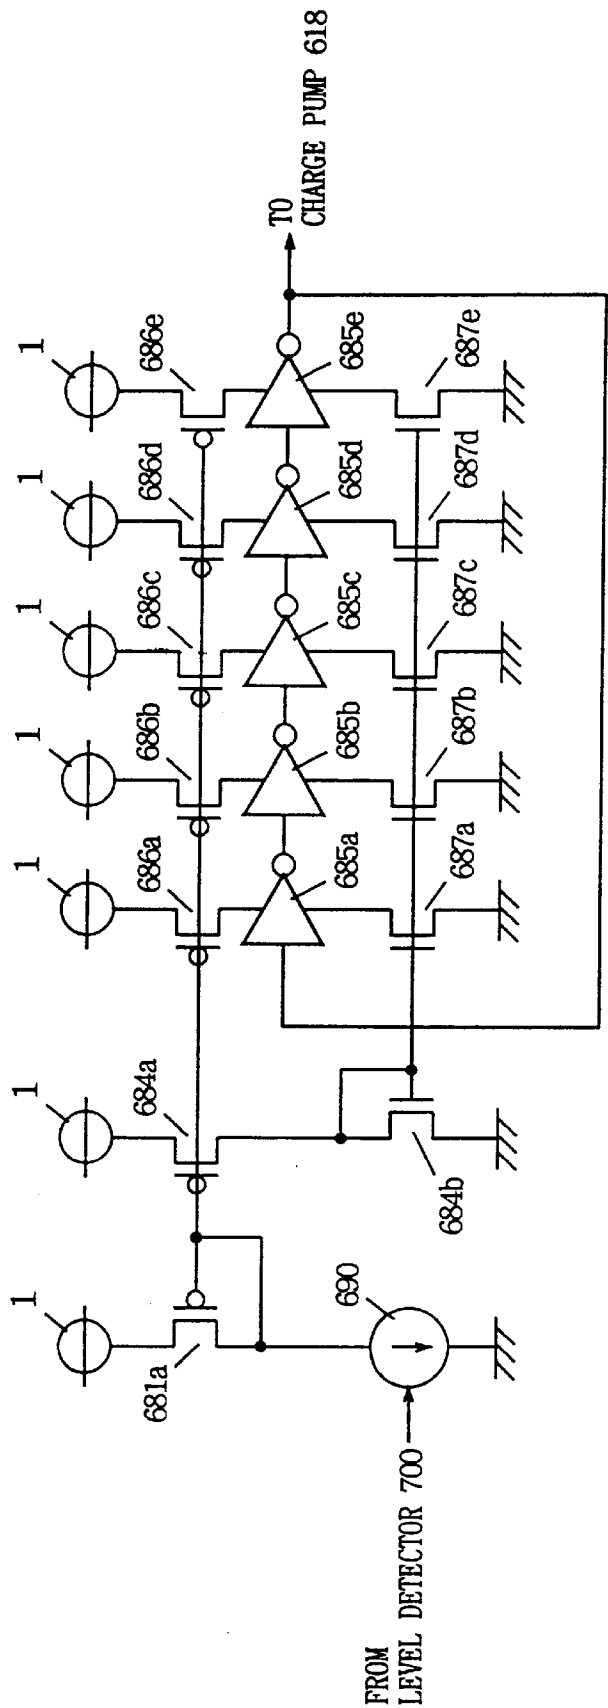 1
1
1
1
1
1
1
681a
684a
686a
686b
686c
686d
686e
685a
685b
685c
685d
685e
687a
687b
687c
687d
687e
684b
690
TO
CHARGE PUMP 618
FROM
LEVEL DETECTOR 700